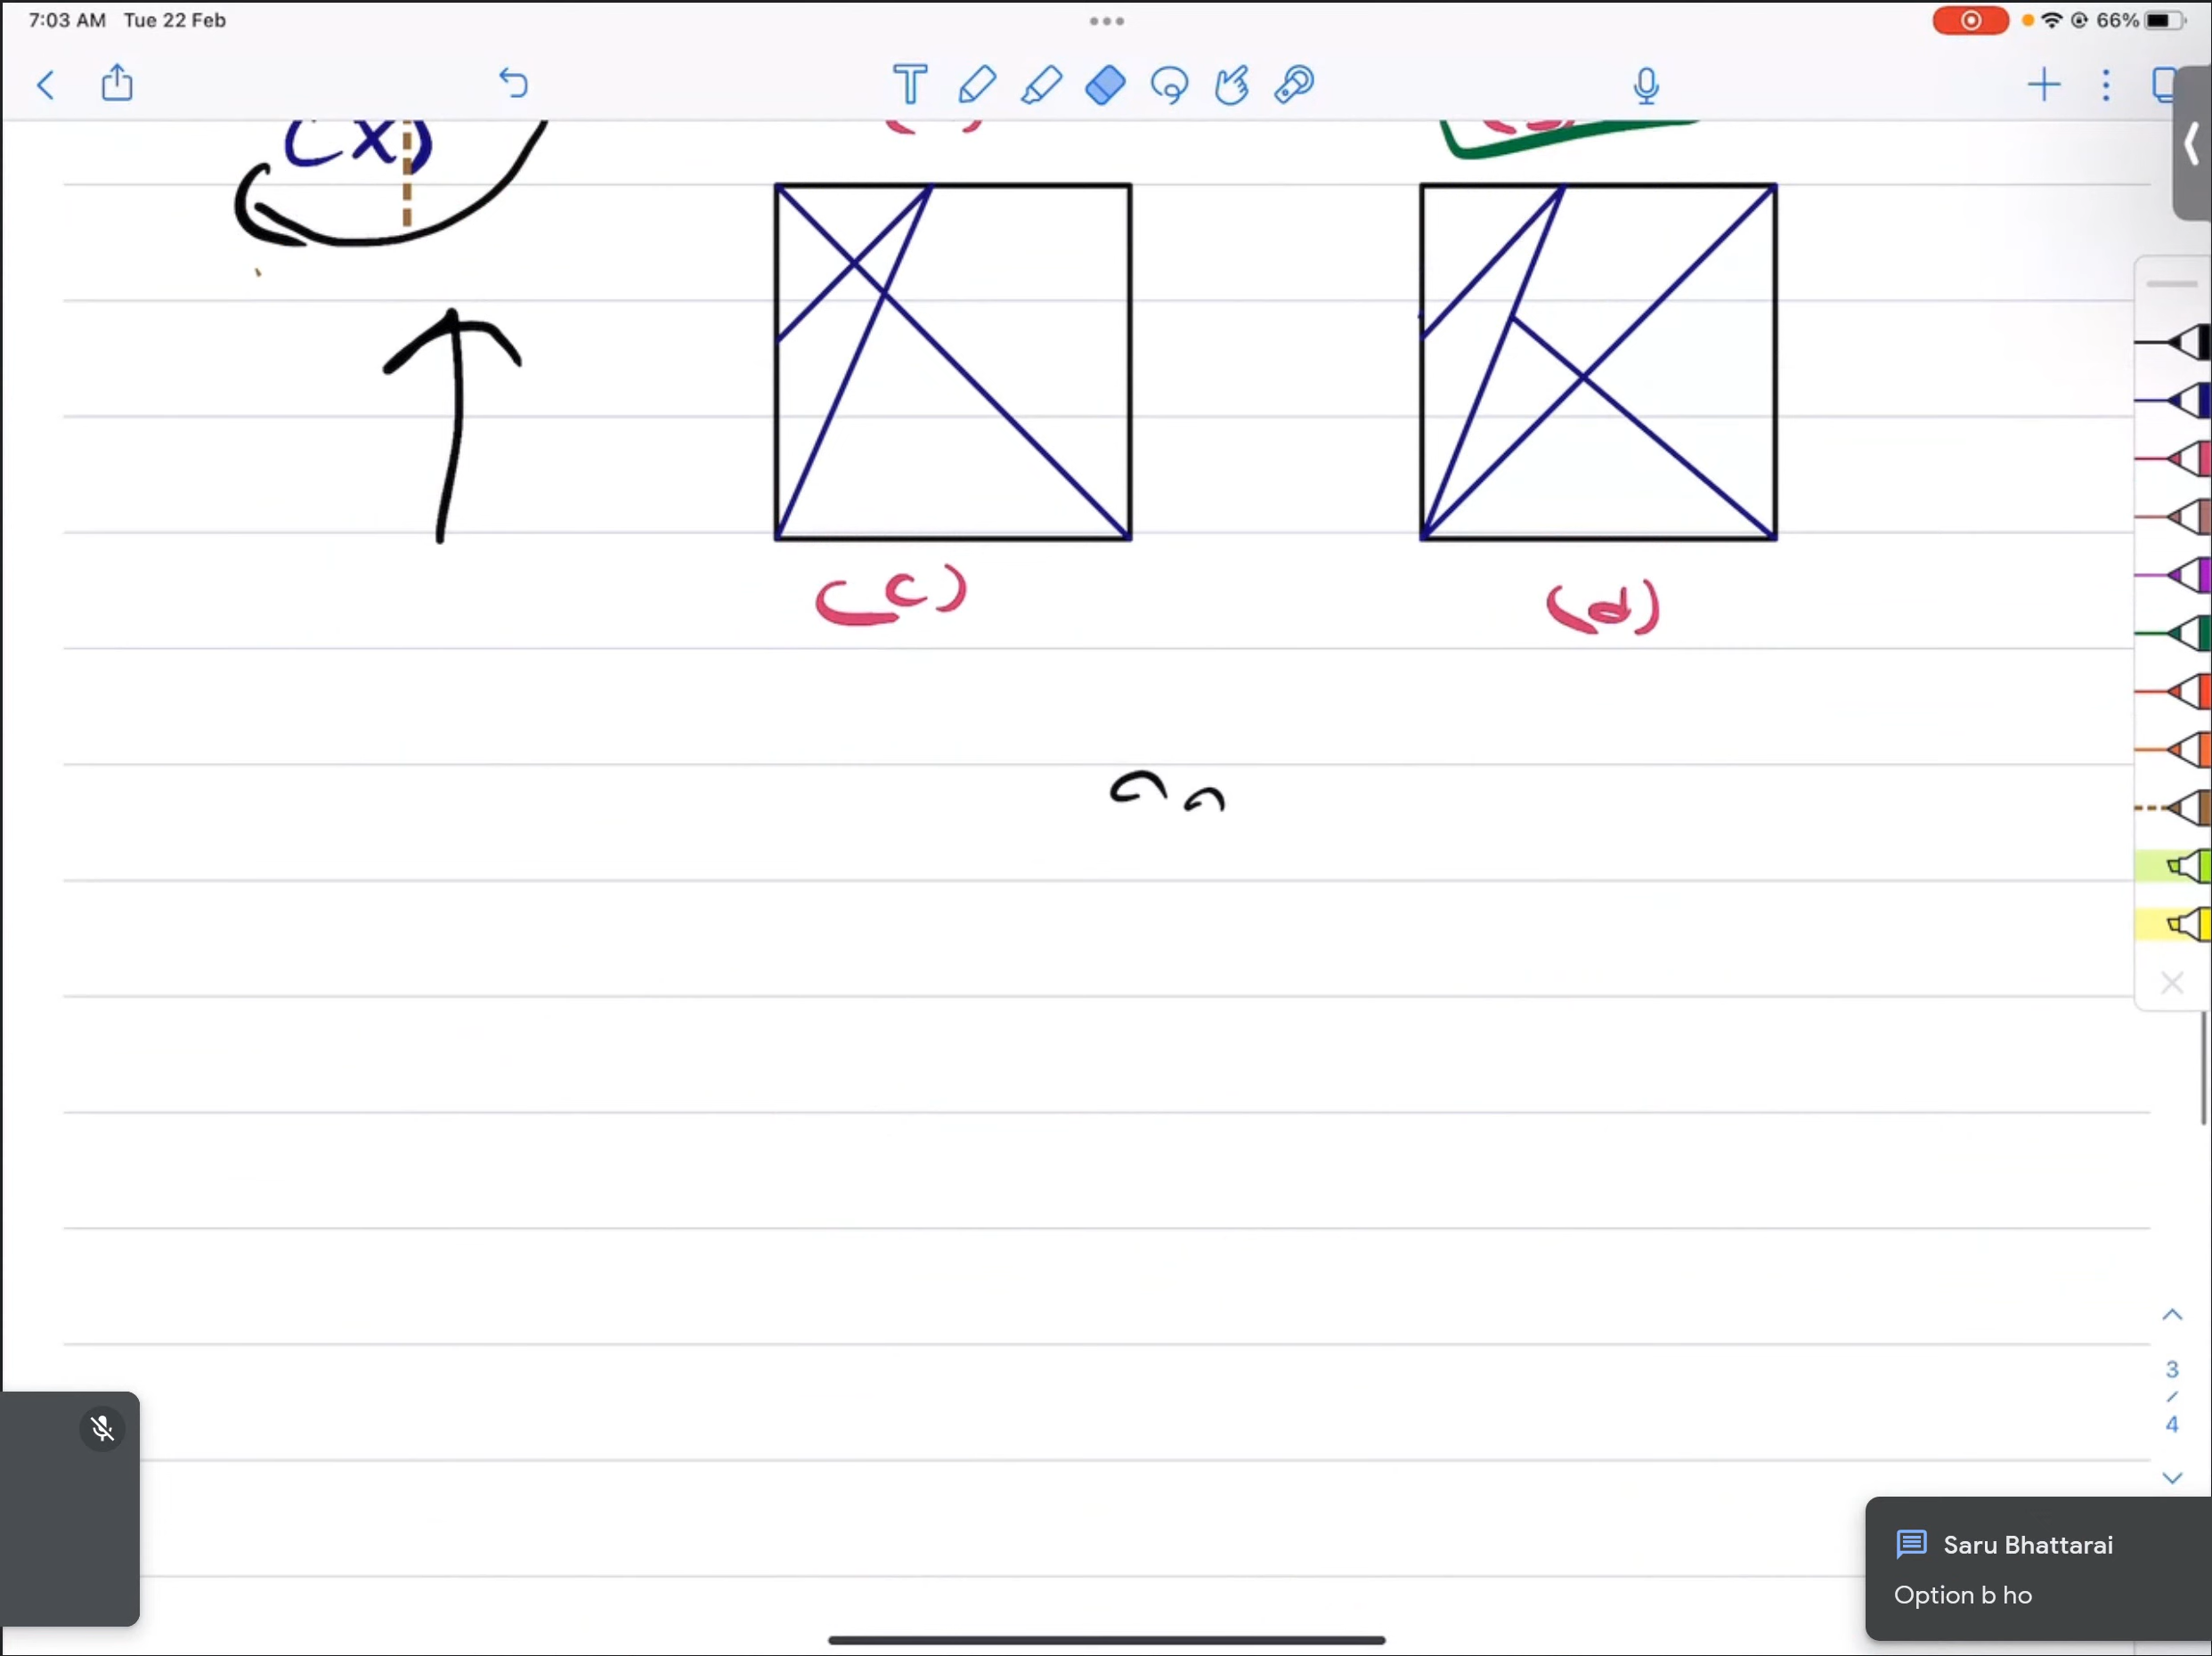 7:03 AM Tue 22 Feb
66%
T
(x)
(c)
(d)
3
/
4
Saru Bhattarai
Option b ho